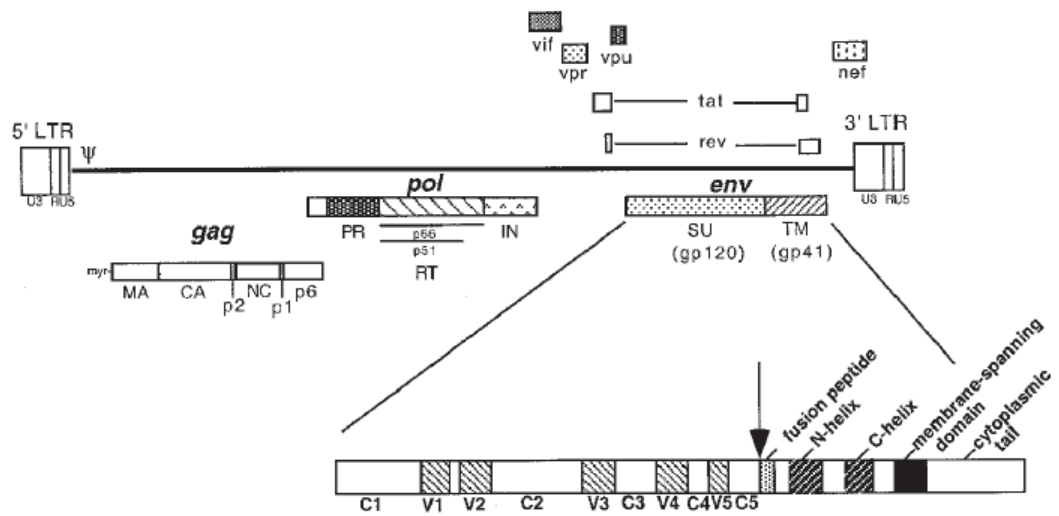 vif
vpr
vpu
nef
tat
rev
5' LTR
Ψ
3' LTR
U3 RU5
U3 RU5
pol
env
PR
p66
p51
RT
IN
SU
(gp120)
TM
(gp41)
gag
myr-
MA
CA
p2
NC
p1
p6
fusion peptide
N-helix
C-helix
membrane-spanning
domain
cytoplasmic
tail
C1 V1 V2 C2 V3 C3 V4 C4 V5 C5